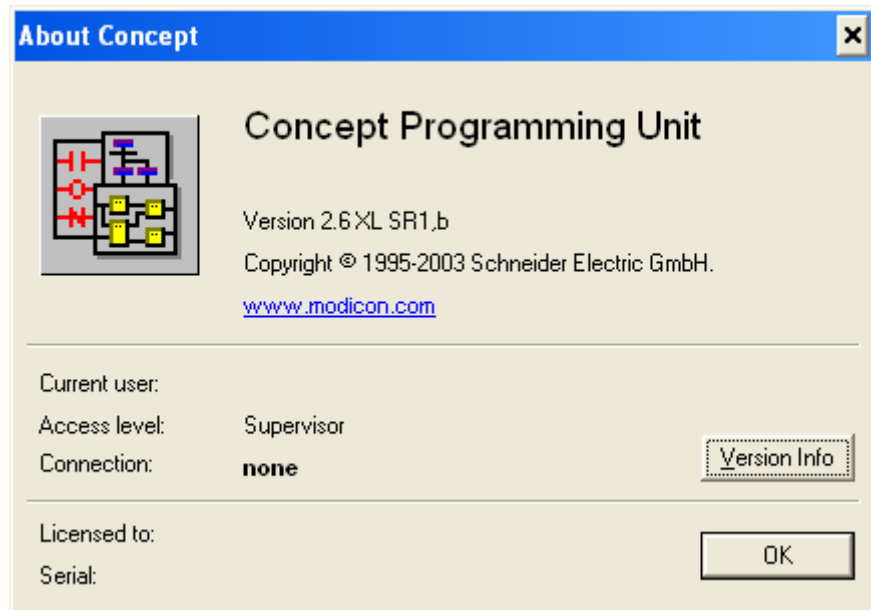 About Concept
Concept Programming Unit
Version 2.6 XL SR1,b
Copyright © 1995-2003 Schneider Electric GmbH.
www.modicon.com
Current user:
Access level: Supervisor
Connection: none
Version Info
Licensed to:
Serial:
OK